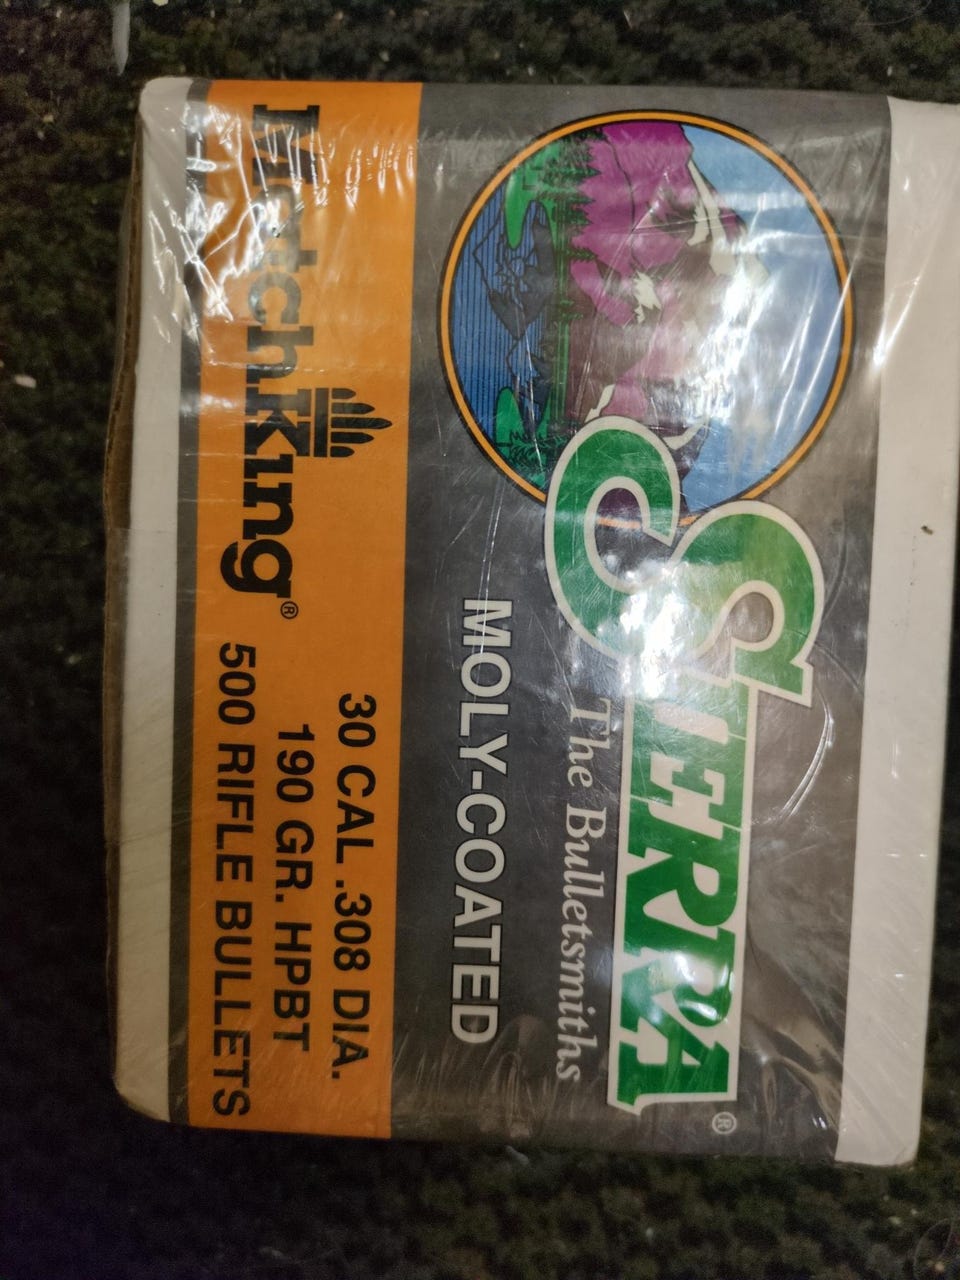 SIERRA®
The Bulletsmiths
MOLY-COATED
MatchKing®
30 CAL .308 DIA.
190 GR. HPBT
500 RIFLE BULLETS